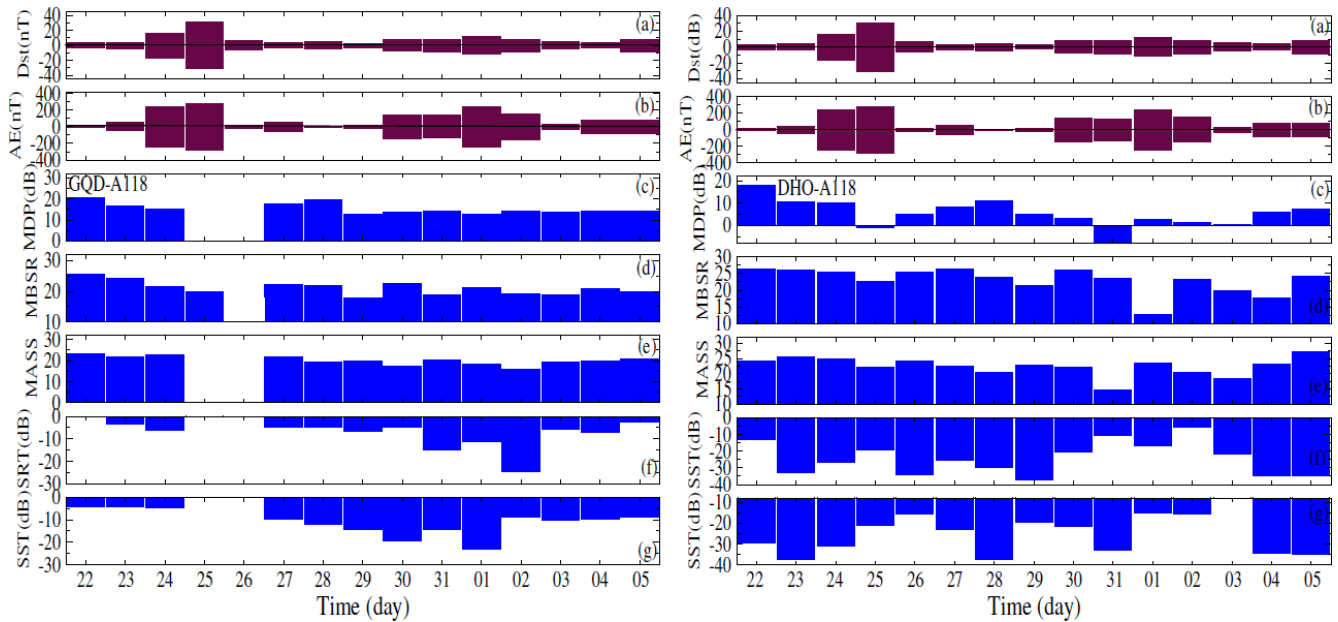 40
20
0
-20
-40
Dst(nT)
(a)
400
200
0
-200
-400
AE(nT)
(b)
30
20
10
0
MDP(dB)
GQD-A118
(c)
30
20
10
MBSR
(d)
30
20
10
0
MASS
(e)
0
-10
-20
-30
SRT(dB)
(f)
0
-10
-20
-30
SST(dB)
(g)
22 23 24 25 26 27 28 29 30 01 02 03 04 05
Time (day)
40
20
0
-20
-40
Dst(dB)
(a)
400
200
0
-200
-400
AE(nT)
(b)
20
10
0
MDP(dB)
DHO-A118
(c)
30
25
20
15
10
MBSR
(d)
25
20
15
10
MASS
(e)
-10
-20
-30
-40
SST(dB)
(f)
-10
-20
-30
-40
SST(dB)
(g)
22 23 24 25 26 27 28 29 30 01 02 03 04 05
Time (day)